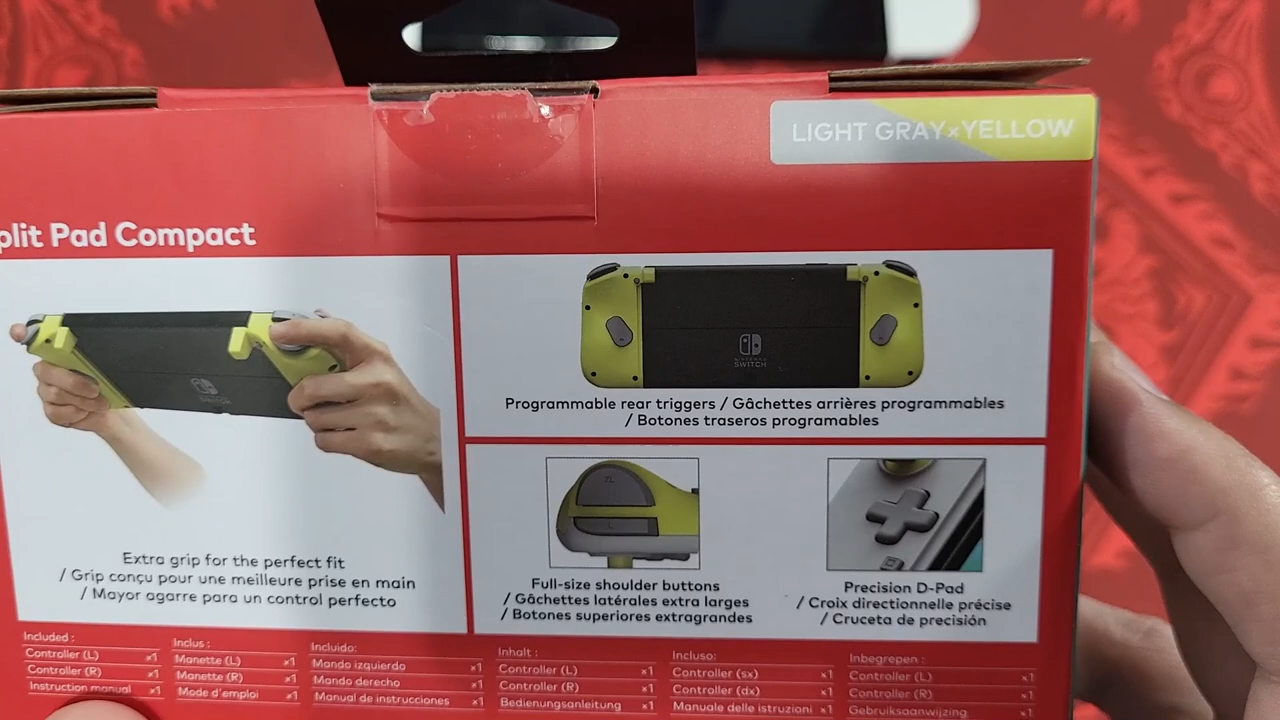 LIGHT GRAY×YELLOW
plit Pad Compact
Extra grip for the perfect fit
/ Grip conçu pour une meilleure prise en main
/ Mayor agarre para un control perfecto
NINTENDO
SWITCH
Programmable rear triggers / Gâchettes arrières programmables
/ Botones traseros programables
ZL
L
Full-size shoulder buttons
/ Gâchettes latérales extra larges
/ Botones superiores extragrandes
Precision D-Pad
/ Croix directionnelle précise
/ Cruceta de precisión
Included :
Controller (L) ×1
Controller (R) ×1
Instruction manual ×1
Inclus :
Manette (L) ×1
Manette (R) ×1
Mode d'emploi ×1
Incluido:
Mando izquierdo ×1
Mando derecho ×1
Manual de instrucciones ×1
Inhalt :
Controller (L) ×1
Controller (R) ×1
Bedienungsanleitung ×1
Incluso:
Controller (sx) ×1
Controller (dx) ×1
Manuale delle istruzioni ×1
Inbegrepen :
Controller (L) ×1
Controller (R) ×1
Gebruiksaanwijzing ×1